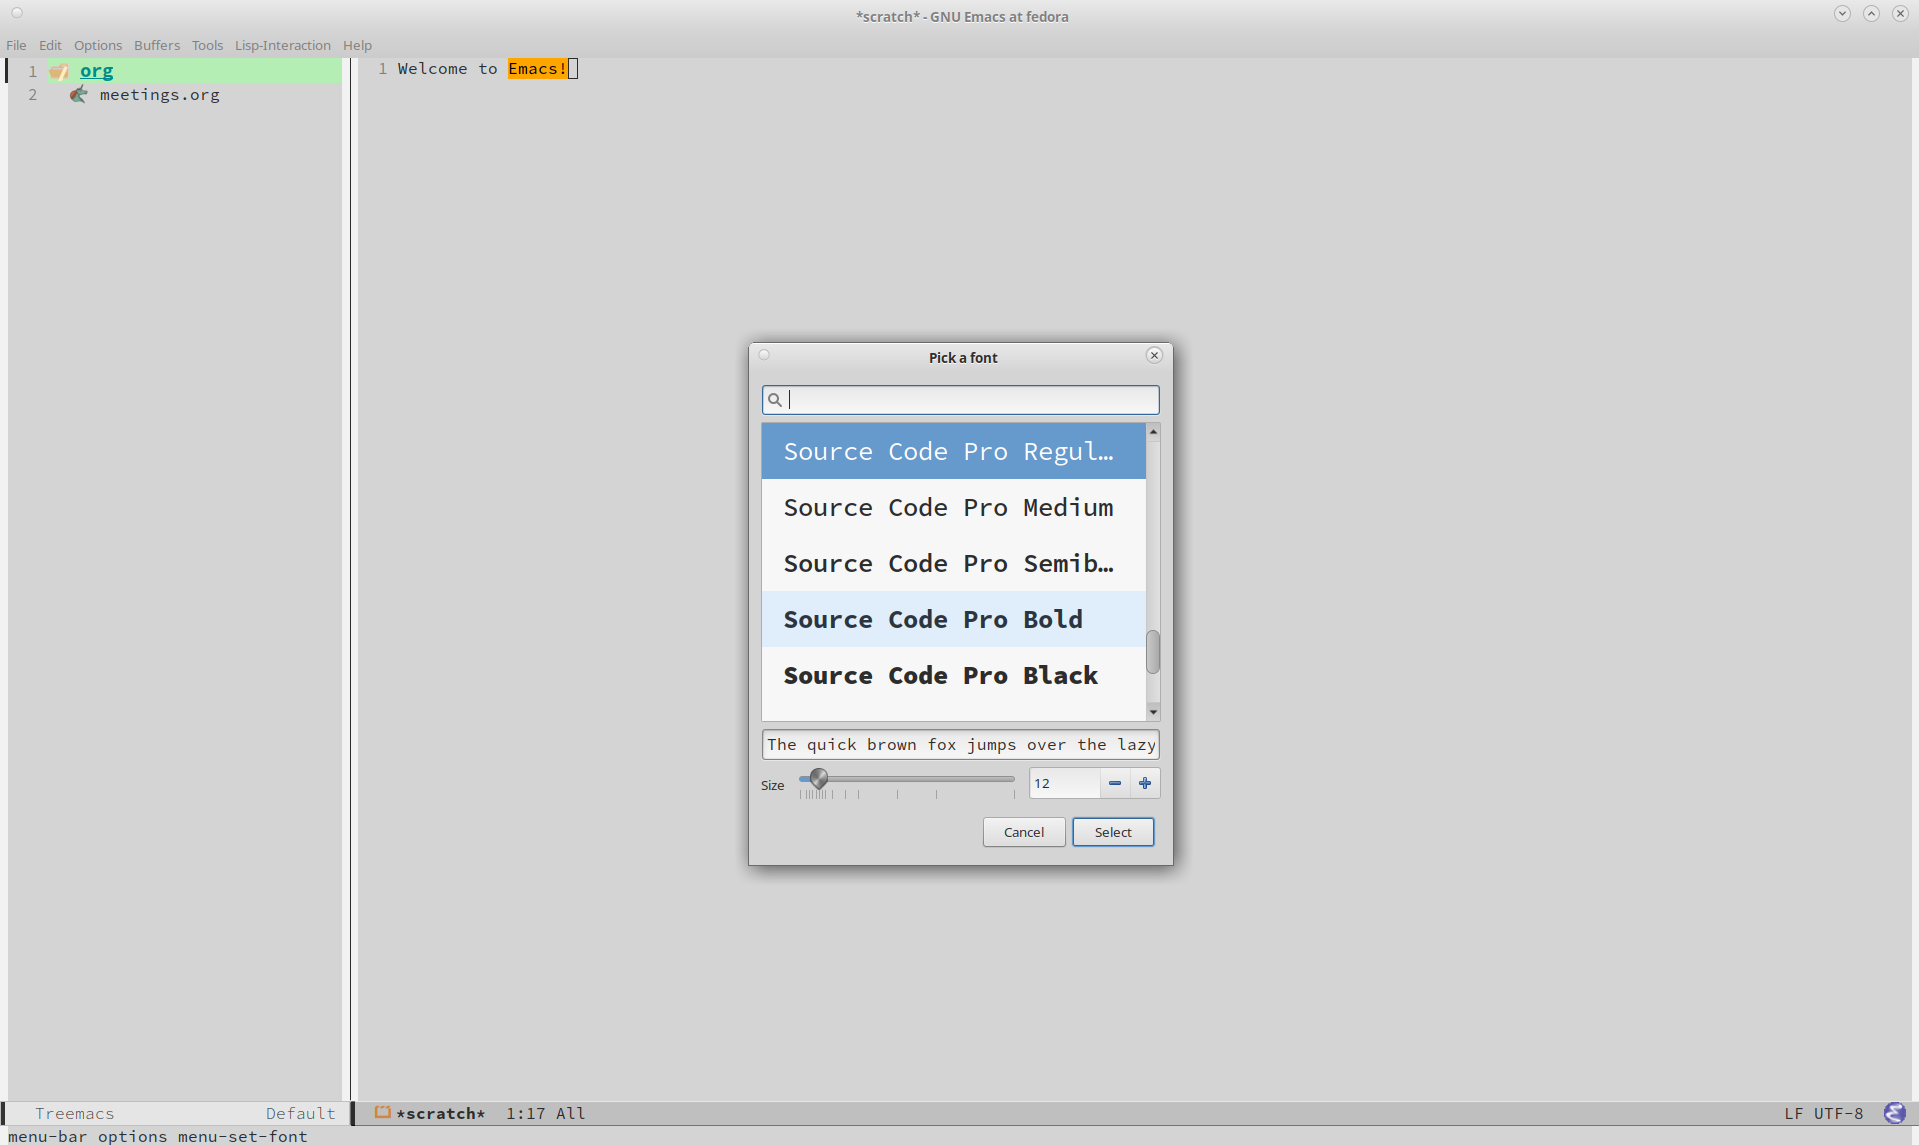 *scratch* - GNU Emacs at fedora
File Edit Options Buffers Tools Lisp-Interaction Help
1 org
2 meetings.org
1 Welcome to Emacs!
Pick a font
Source Code Pro Regul…
Source Code Pro Medium
Source Code Pro Semib…
Source Code Pro Bold
Source Code Pro Black
The quick brown fox jumps over the lazy
Size 12
Cancel Select
Treemacs Default
*scratch* 1:17 All LF UTF-8
menu-bar options menu-set-font